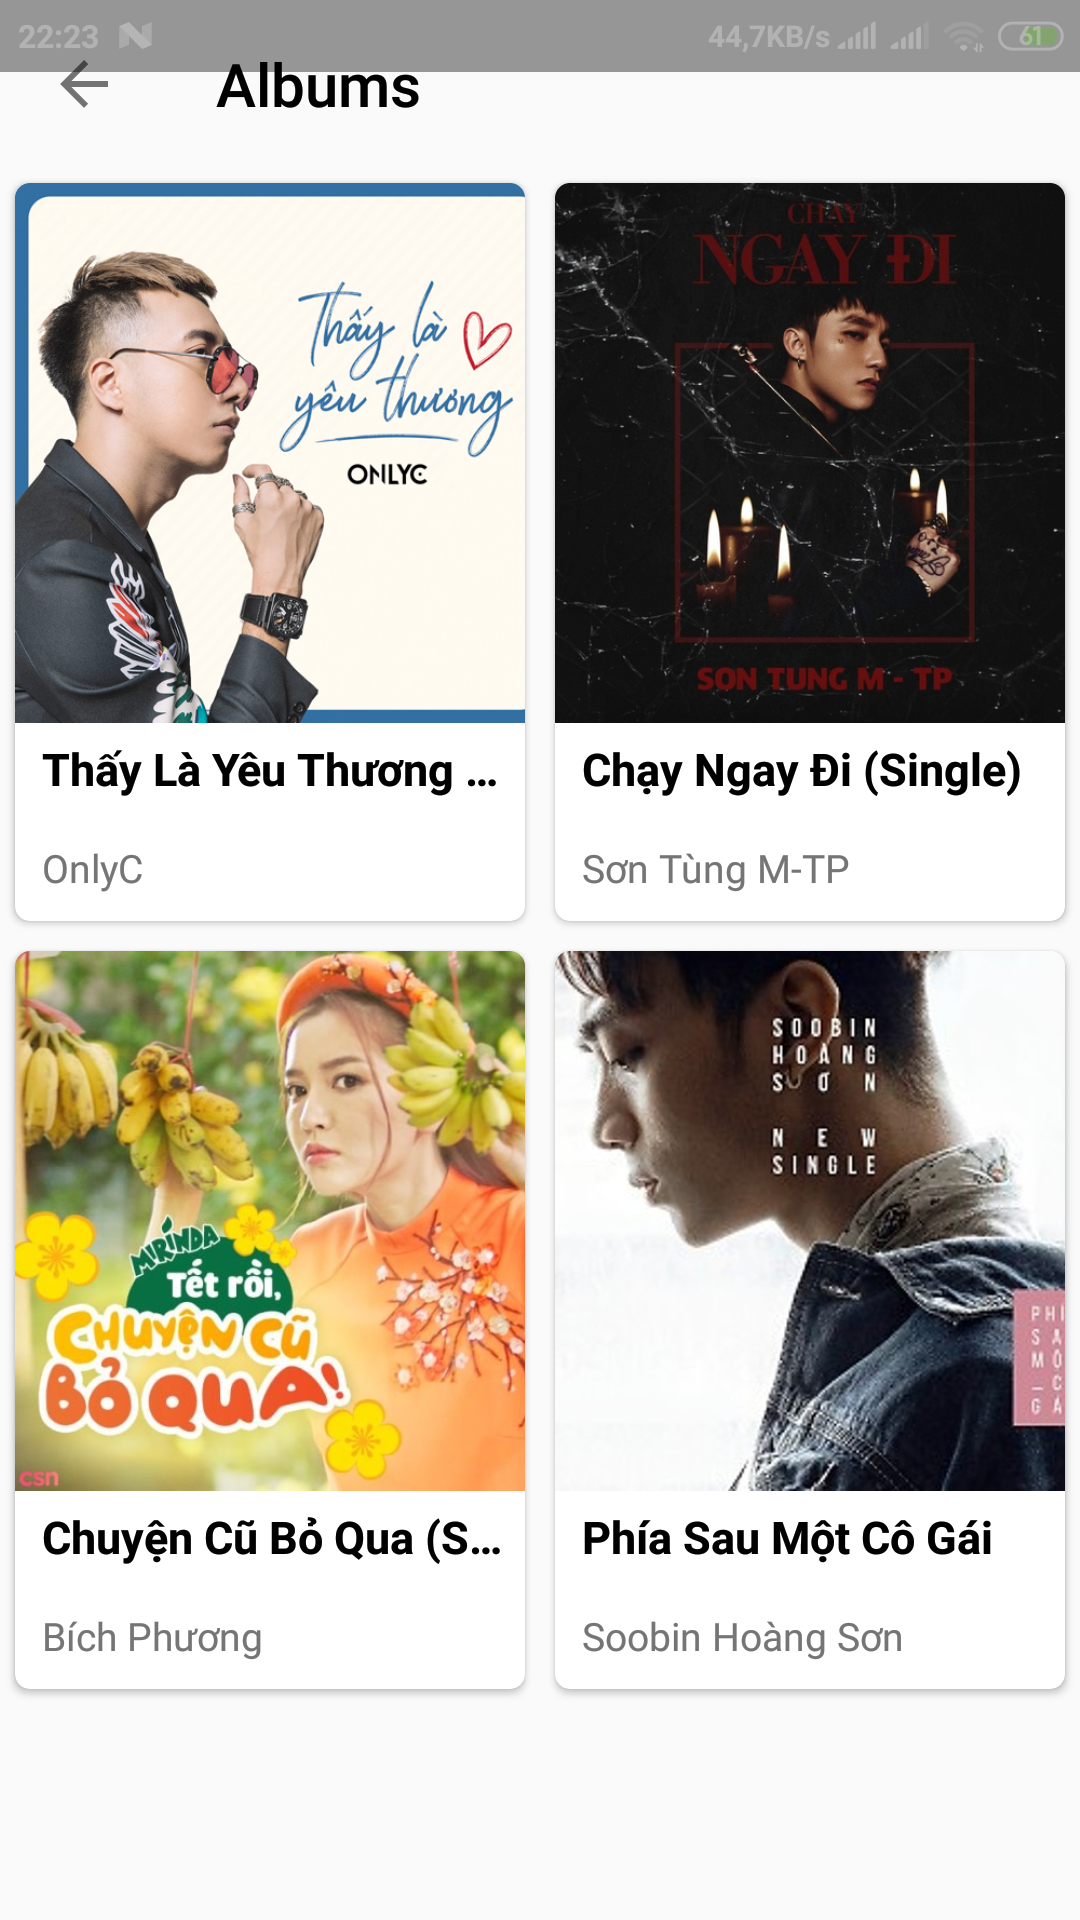 22:23
44,7KB/s
61
Albums
Thấy là
yêu thương
ONLYC
CHẠY
NGAY ĐI
SƠN TÙNG M - TP
Thấy Là Yêu Thương ...
Chạy Ngay Đi (Single)
OnlyC
Sơn Tùng M-TP
MIRINDA
Tết rồi,
CHUYỆN CŨ
BỎ QUA!
csn
SOOBIN
HOÀNG
SƠN
NEW
SINGLE
PHÍ
SA
MỘ
_C
GÁ
Chuyện Cũ Bỏ Qua (S...
Phía Sau Một Cô Gái
Bích Phương
Soobin Hoàng Sơn